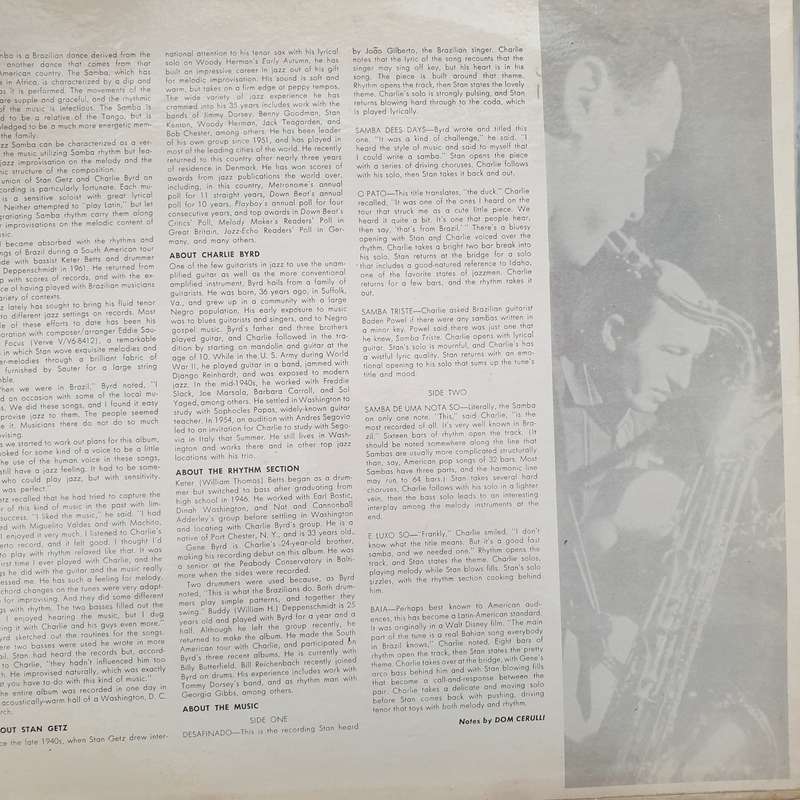 mba is a Brazilian dance derived from the
another dance that comes from that
American country. The Samba, which has
e in Africa, is characterized by a dip and
as it is performed. The movements of the
are supple and graceful, and the rhythmic
of the music is infectious. The Samba is
d to be a relative of the Tango, but is
wledged to be a much more energetic mem-
the family.
zz Samba can be characterized as a ver-
the music utilizing Samba rhythm but lea-
jazz improvisation on the melody and the
nic structure of the composition.
union of Stan Getz and Charlie Byrd on
cording is particularly fortunate. Each mu-
is a sensitive soloist with great lyrical
Neither attempted to "play Latin," but let
gratiating Samba rhythm carry them along
r improvisations on the melodic content of
sic.
l became absorbed with the rhythms and
ngs of Brazil during a South American tour
de with bassist Keter Betts and drummer
Deppenschmidt in 1961. He returned from
p with scores of records, and with the ex-
ce of having played with Brazilian musicians
ariety of contexts.
z lately has sought to bring his fluid tenor
to different jazz settings on records. Most
le of these efforts to date has been his
oration with composer/arranger Eddie Sau-
Focus (Verve V/V6-8412), a remarkable
s in which Stan wove exquisite melodies and
er-melodies through a brilliant fabric of
furnished by Sauter for a large string
ble.
hen we were in Brazil," Byrd noted, "I
d on occasion with some of the local mu-
s. We did these songs, and I found it easy
provise jazz to them. The people seemed
e it. Musicians there do not do so much
vising.
s we started to work out plans for this album,
ooked for some kind of a voice to be a little
the use of the human voice in these songs,
still have a jazz feeling. It had to be some-
who could play jazz, but with sensitivity.
was perfect."
etz recalled that he had tried to capture the
r of this kind of music in the past with lim-
success. "I liked the music," he said. "I had
ed with Miguelito Valdes and with Machito,
I enjoyed it very much. I listened to Charlie's
erto record, and it felt good. I thought I'd
to play with rhythm relaxed like that. It was
first time I ever played with Charlie, and the
gs he did with the guitar and the music really
essed me. He has such a feeling for melody.
chord changes on the tunes were very adapt-
for improvising. And they did some different
gs with rhythm. The two basses filled out the
I enjoyed hearing the music, but I dug
ing it with Charlie and his guys even more."
yrd sketched out the routines for the songs.
ere two basses were used he wrote in more
il. Stan had heard the records but, accord-
to Charlie, "they hadn't influenced him too
h. He improvised naturally, which was exactly
at you have to do with this kind of music."
he entire album was recorded in one day in
acoustically-warm hall of a Washington, D. C.
rch.
OUT STAN GETZ
ce the late 1940s, when Stan Getz drew inter-
national attention to his tenor sax with his lyrical
solo on Woody Herman's Early Autumn, he has
built an impressive career in jazz out of his gift
for melodic improvisation. His sound is soft and
warm, but takes on a firm edge at peppy tempos.
The wide variety of jazz experience he has
crammed into his 35 years includes work with the
bands of Jimmy Dorsey, Benny Goodman, Stan
Kenton, Woody Herman, Jack Teagarden, and
Bob Chester, among others. He has been leader
of his own group since 1951, and has played in
most of the leading cities of the world. He recently
returned to this country after nearly three years
of residence in Denmark. He has won scores of
awards from jazz publications the world over,
including, in this country, Metronome's annual
poll for 11 straight years, Down Beat's annual
poll for 10 years, Playboy's annual poll for four
consecutive years, and top awards in Down Beat's
Critics' Poll, Melody Maker's Readers' Poll in
Great Britain, Jazz-Echo Readers' Poll in Ger-
many, and many others.
ABOUT CHARLIE BYRD
One of the few guitarists in jazz to use the unam-
plified guitar as well as the more conventional
amplified instrument, Byrd hails from a family of
guitarists. He was born, 36 years ago, in Suffolk,
Va., and grew up in a community with a large
Negro population. His early exposure to music
was to blues guitarists and singers, and to Negro
gospel music. Byrd's father and three brothers
played guitar, and Charlie followed in the tra-
dition by starting on mandolin and guitar at the
age of 10. While in the U. S. Army during World
War II, he played guitar in a band, jammed with
Django Reinhardt, and was exposed to modern
jazz. In the mid-1940s, he worked with Freddie
Slack, Joe Marsala, Barbara Carroll, and Sol
Yaged, among others. He settled in Washington to
study with Sophocles Papas, widely-known guitar
teacher. In 1954, an audition with Andres Segovia
led to an invitation for Charlie to study with Sego-
via in Italy that Summer. He still lives in Wash-
ington and works there and in other top jazz
locations with his trio.
ABOUT THE RHYTHM SECTION
Keter (William Thomas) Betts began as a drum-
mer but switched to bass after graduating from
high school in 1946. He worked with Earl Bostic,
Dinah Washington, and Nat and Cannonball
Adderley's group before settling in Washington
and locating with Charlie Byrd's group. He is a
native of Port Chester, N. Y., and is 33 years old.
Gene Byrd is Charlie's 24-year-old brother,
making his recording debut on this album. He was
a senior at the Peabody Conservatory in Balti-
more when the sides were recorded.
Two drummers were used because, as Byrd
noted, "This is what the Brazilians do. Both drum-
mers play simple patterns, and together they
swing." Buddy (William H.) Deppenschmidt is 25
years old and played with Byrd for a year and a
half. Although he left the group recently, he
returned to make the album. He made the South
American tour with Charlie, and participated in
Byrd's three recent albums. He is currently with
Billy Butterfield. Bill Reichenbach recently joined
Byrd on drums. His experience includes work with
Tommy Dorsey's band, and as rhythm man with
Georgia Gibbs, among others.
ABOUT THE MUSIC
SIDE ONE
DESAFINADO—This is the recording Stan heard
by João Gilberto, the Brazilian singer. Charlie
notes that the lyric of the song recounts that the
singer may sing off key, but his heart is in his
song. The piece is built around that theme.
Rhythm opens the track, then Stan states the lovely
theme. Charlie's solo is strongly pulsing, and Stan
returns blowing hard through to the coda, which
is played lyrically.
SAMBA DEES DAYS—Byrd wrote and titled this
one. "It was a kind of challenge," he said. "I
heard the style of music and said to myself that
I could write a samba." Stan opens the piece
with a series of driving choruses. Charlie follows
with his solo, then Stan takes it back and out.
O PATO—This title translates, "the duck." Charlie
recalled, "It was one of the ones I heard on the
tour that struck me as a cute little piece. We
heard it quite a bit. It's one that people hear,
then say, 'that's from Brazil.'" There's a bluesy
opening with Stan and Charlie voiced over the
rhythm. Charlie takes a bright two bar break into
his solo. Stan returns at the bridge for a solo
that includes a good-natured reference to Idaho,
one of the favorite states of jazzmen. Charlie
returns for a few bars, and the rhythm takes it
out.
SAMBA TRISTE—Charlie asked Brazilian guitarist
Baden Powel if there were any sambas written in
a minor key. Powel said there was just one that
he knew, Samba Triste. Charlie opens with lyrical
guitar. Stan's solo is mournful, and Charlie's has
a wistful lyric quality. Stan returns with an emo-
tional opening to his solo that sums up the tune's
title and mood.
SIDE TWO
SAMBA DE UMA NOTA SO—Literally, the Samba
on only one note. "This," said Charlie, "is the
most recorded of all. It's very well known in Bra-
zil." Sixteen bars of rhythm open the track. (It
should be noted somewhere along the line that
Sambas are usually more complicated structurally,
than, say, American pop songs of 32 bars. Most
Sambas have three parts, and the harmonic line
may run to 64 bars.) Stan takes several hard
choruses. Charlie follows with his solo in a lighter
vein, then the bass solo leads to an interesting
interplay among the melody instruments at the
end.
E LUXO SO—"Frankly," Charlie smiled, "I don't
know what the title means. But it's a good fast
samba, and we needed one." Rhythm opens the
track, and Stan states the theme. Charlie solos,
playing melody while Stan blows fills. Stan's solo
sizzles, with the rhythm section cooking behind
him.
BAIA—Perhaps best known to American aud-
iences, this has become a Latin-American standard.
It was originally in a Walt Disney film. "The main
part of the tune is a real Bahian song everybody
in Brazil knows," Charlie noted. Eight bars of
rhythm open the track, then Stan states the pretty
theme. Charlie takes over at the bridge, with Gene's
arco bass behind him and with Stan blowing fills
that become a call-and-response between the
pair. Charlie takes a delicate and moving solo
before Stan comes back with pushing, driving
tenor that toys with both melody and rhythm.
Notes by DOM CERULLI